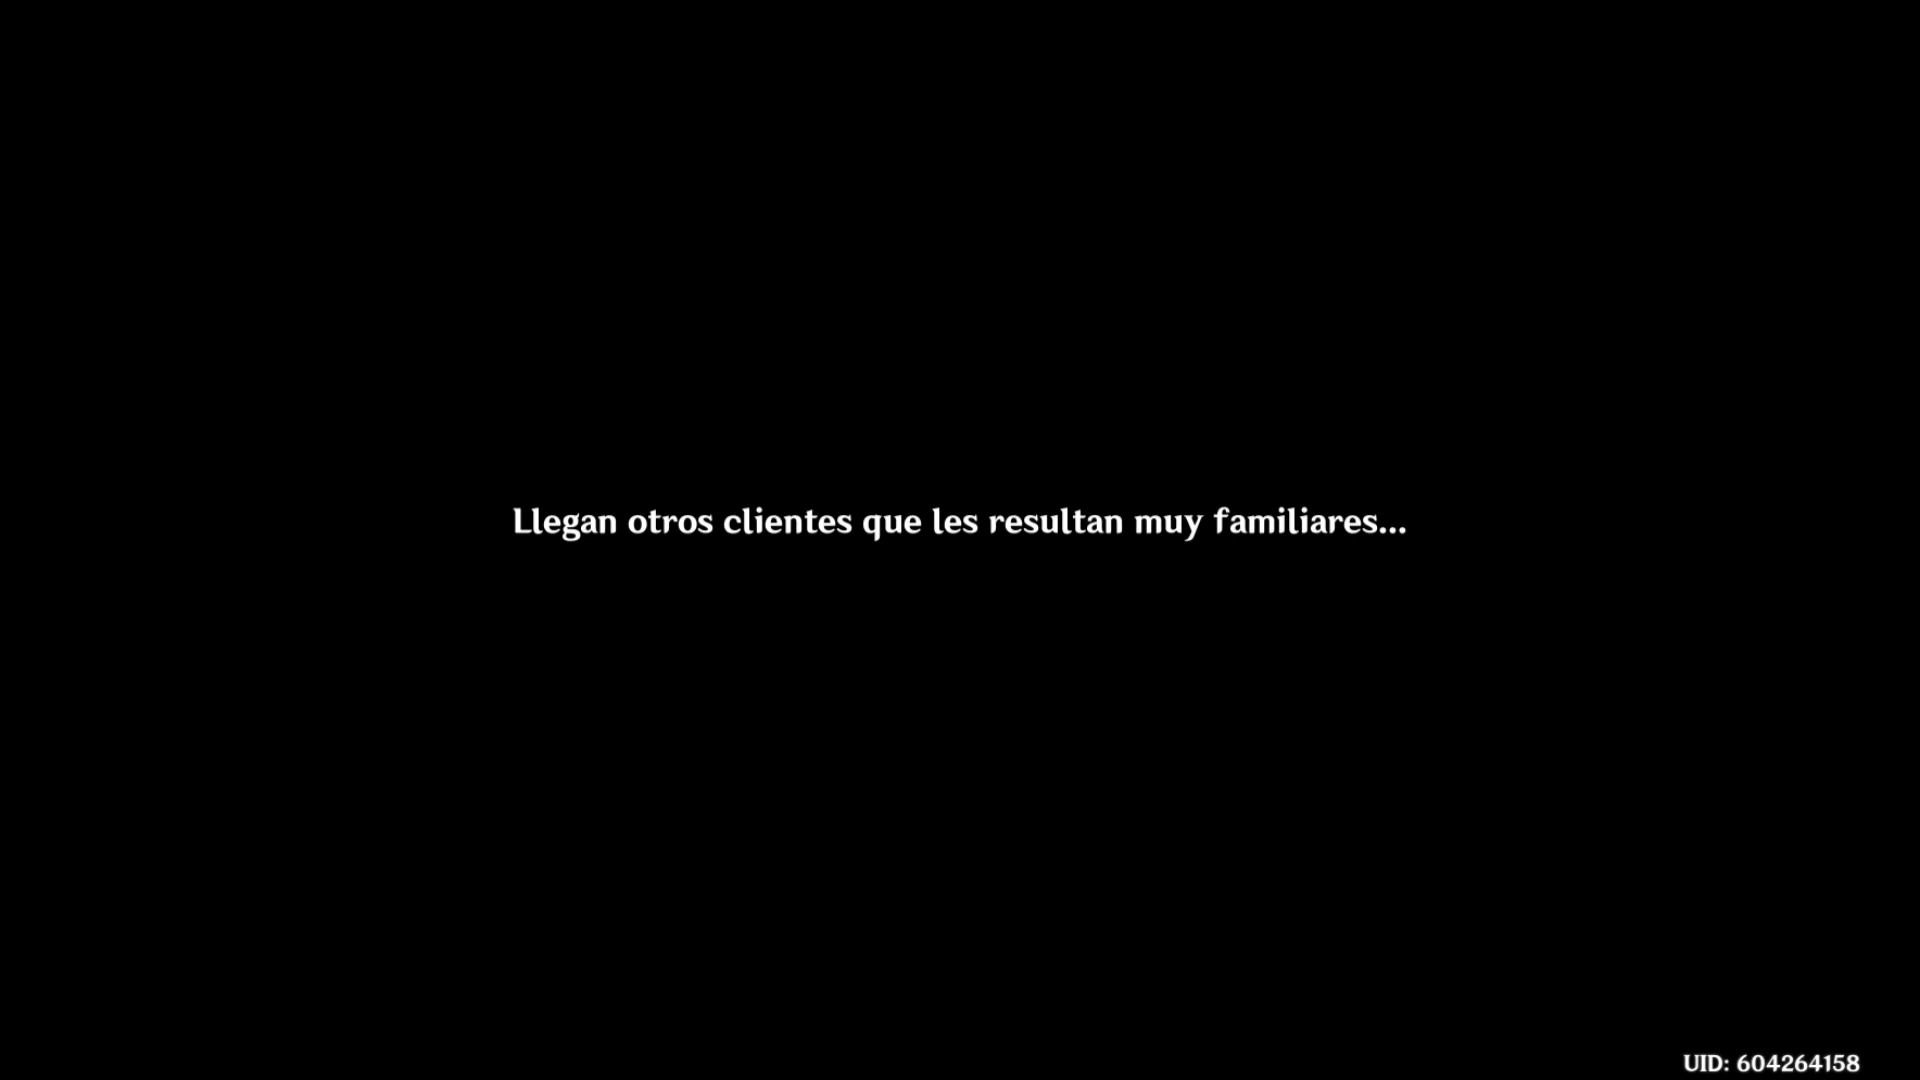 Llegan otros clientes que les resultan muy familiares...
UID: 604264158